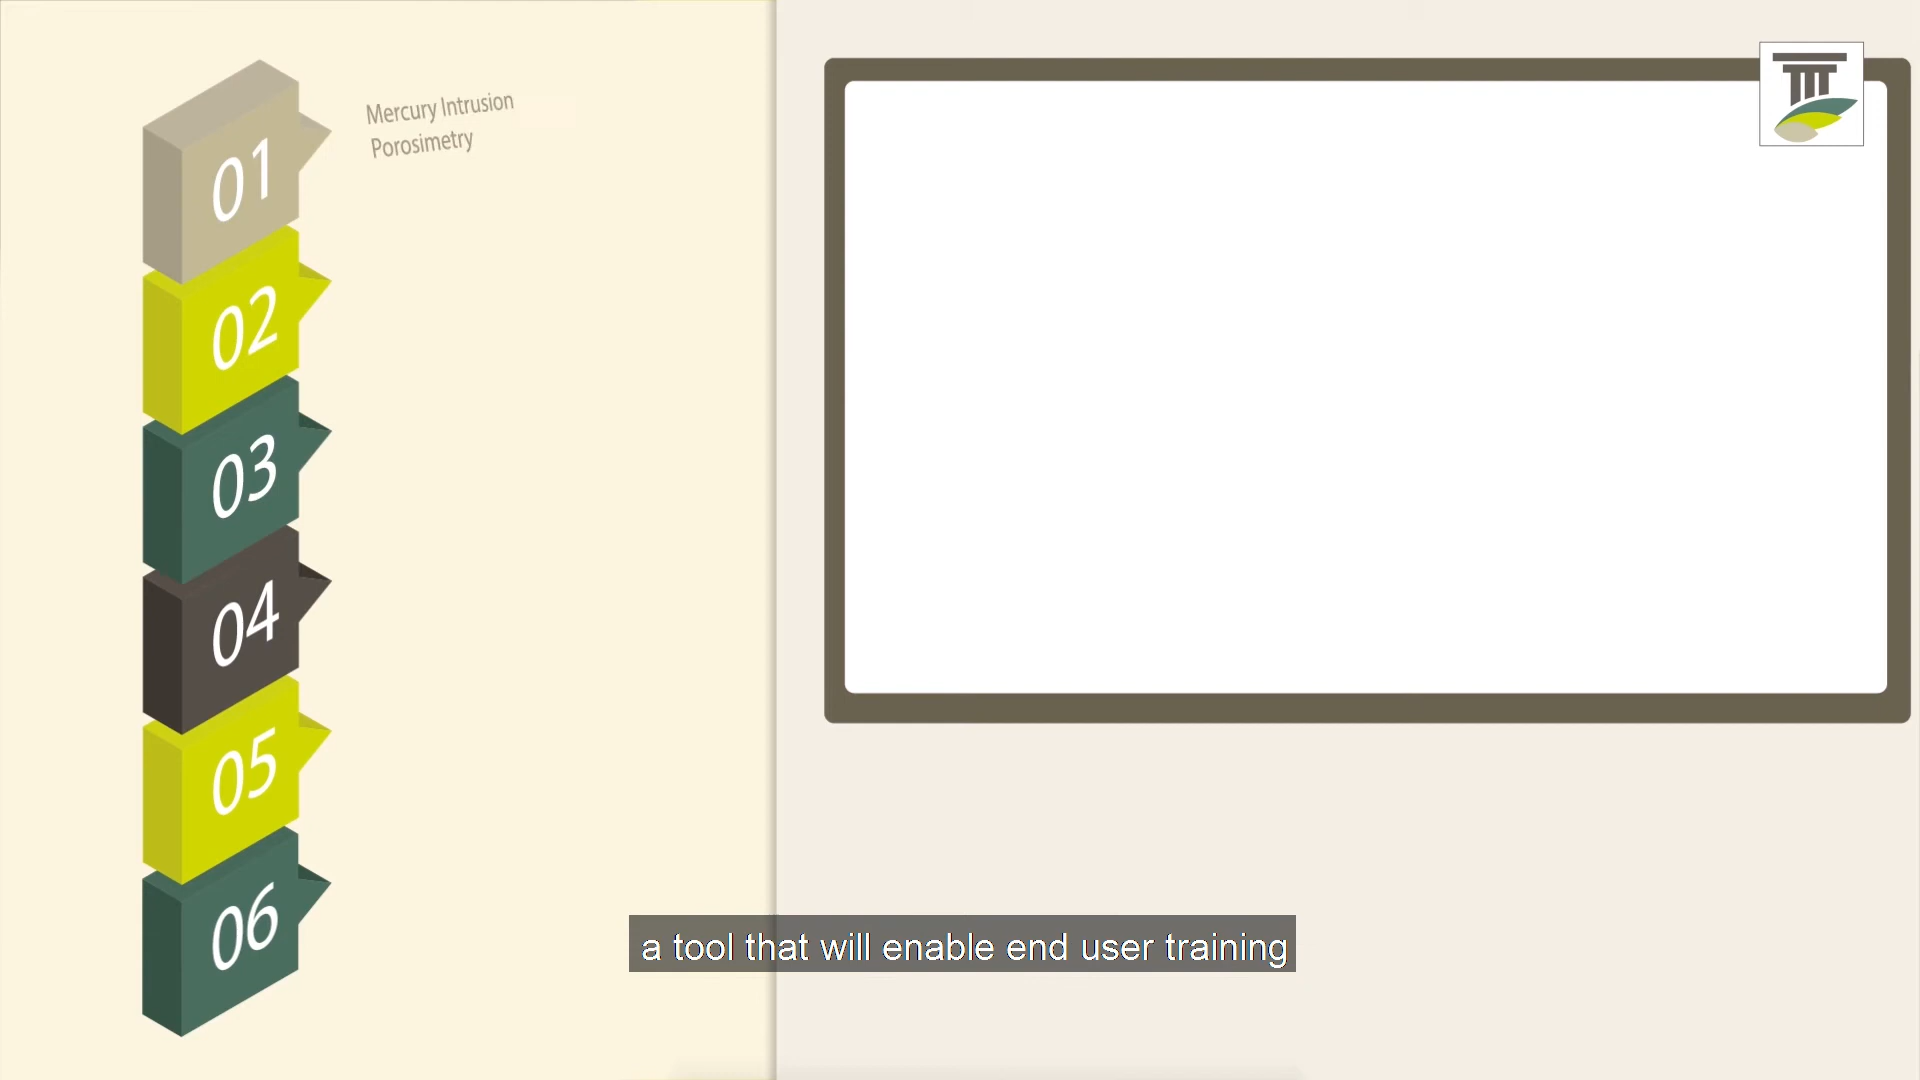 01
Mercury Intrusion
Porosimetry
02
03
04
05
06
a tool that will enable end user training